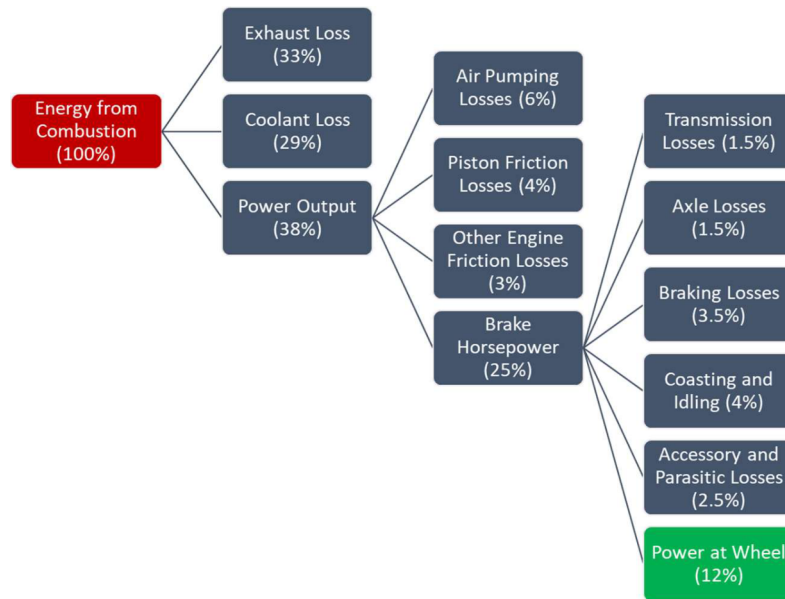 Energy from
Combustion
(100%)
Exhaust Loss
(33%)
Coolant Loss
(29%)
Power Output
(38%)
Air Pumping
Losses (6%)
Piston Friction
Losses (4%)
Other Engine
Friction Losses
(3%)
Brake
Horsepower
(25%)
Transmission
Losses (1.5%)
Axle Losses
(1.5%)
Braking Losses
(3.5%)
Coasting and
Idling (4%)
Accessory and
Parasitic Losses
(2.5%)
Power at Wheel
(12%)